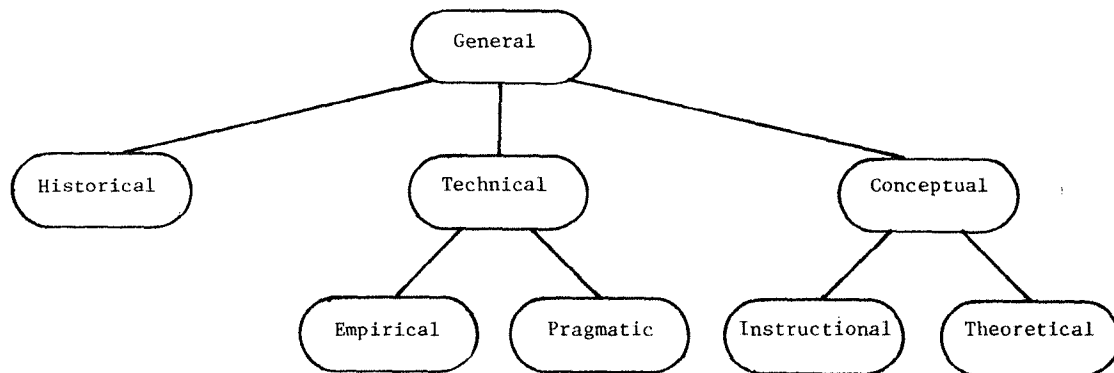 General
Historical
Technical
Conceptual
Empirical
Pragmatic
Instructional
Theoretical